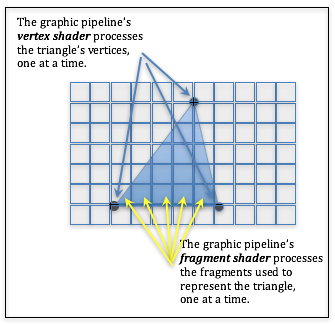 The graphic pipeline's
vertex shader processes
the triangle's vertices,
one at a time.
The graphic pipeline's
fragment shader processes
the fragments used to
represent the triangle,
one at a time.